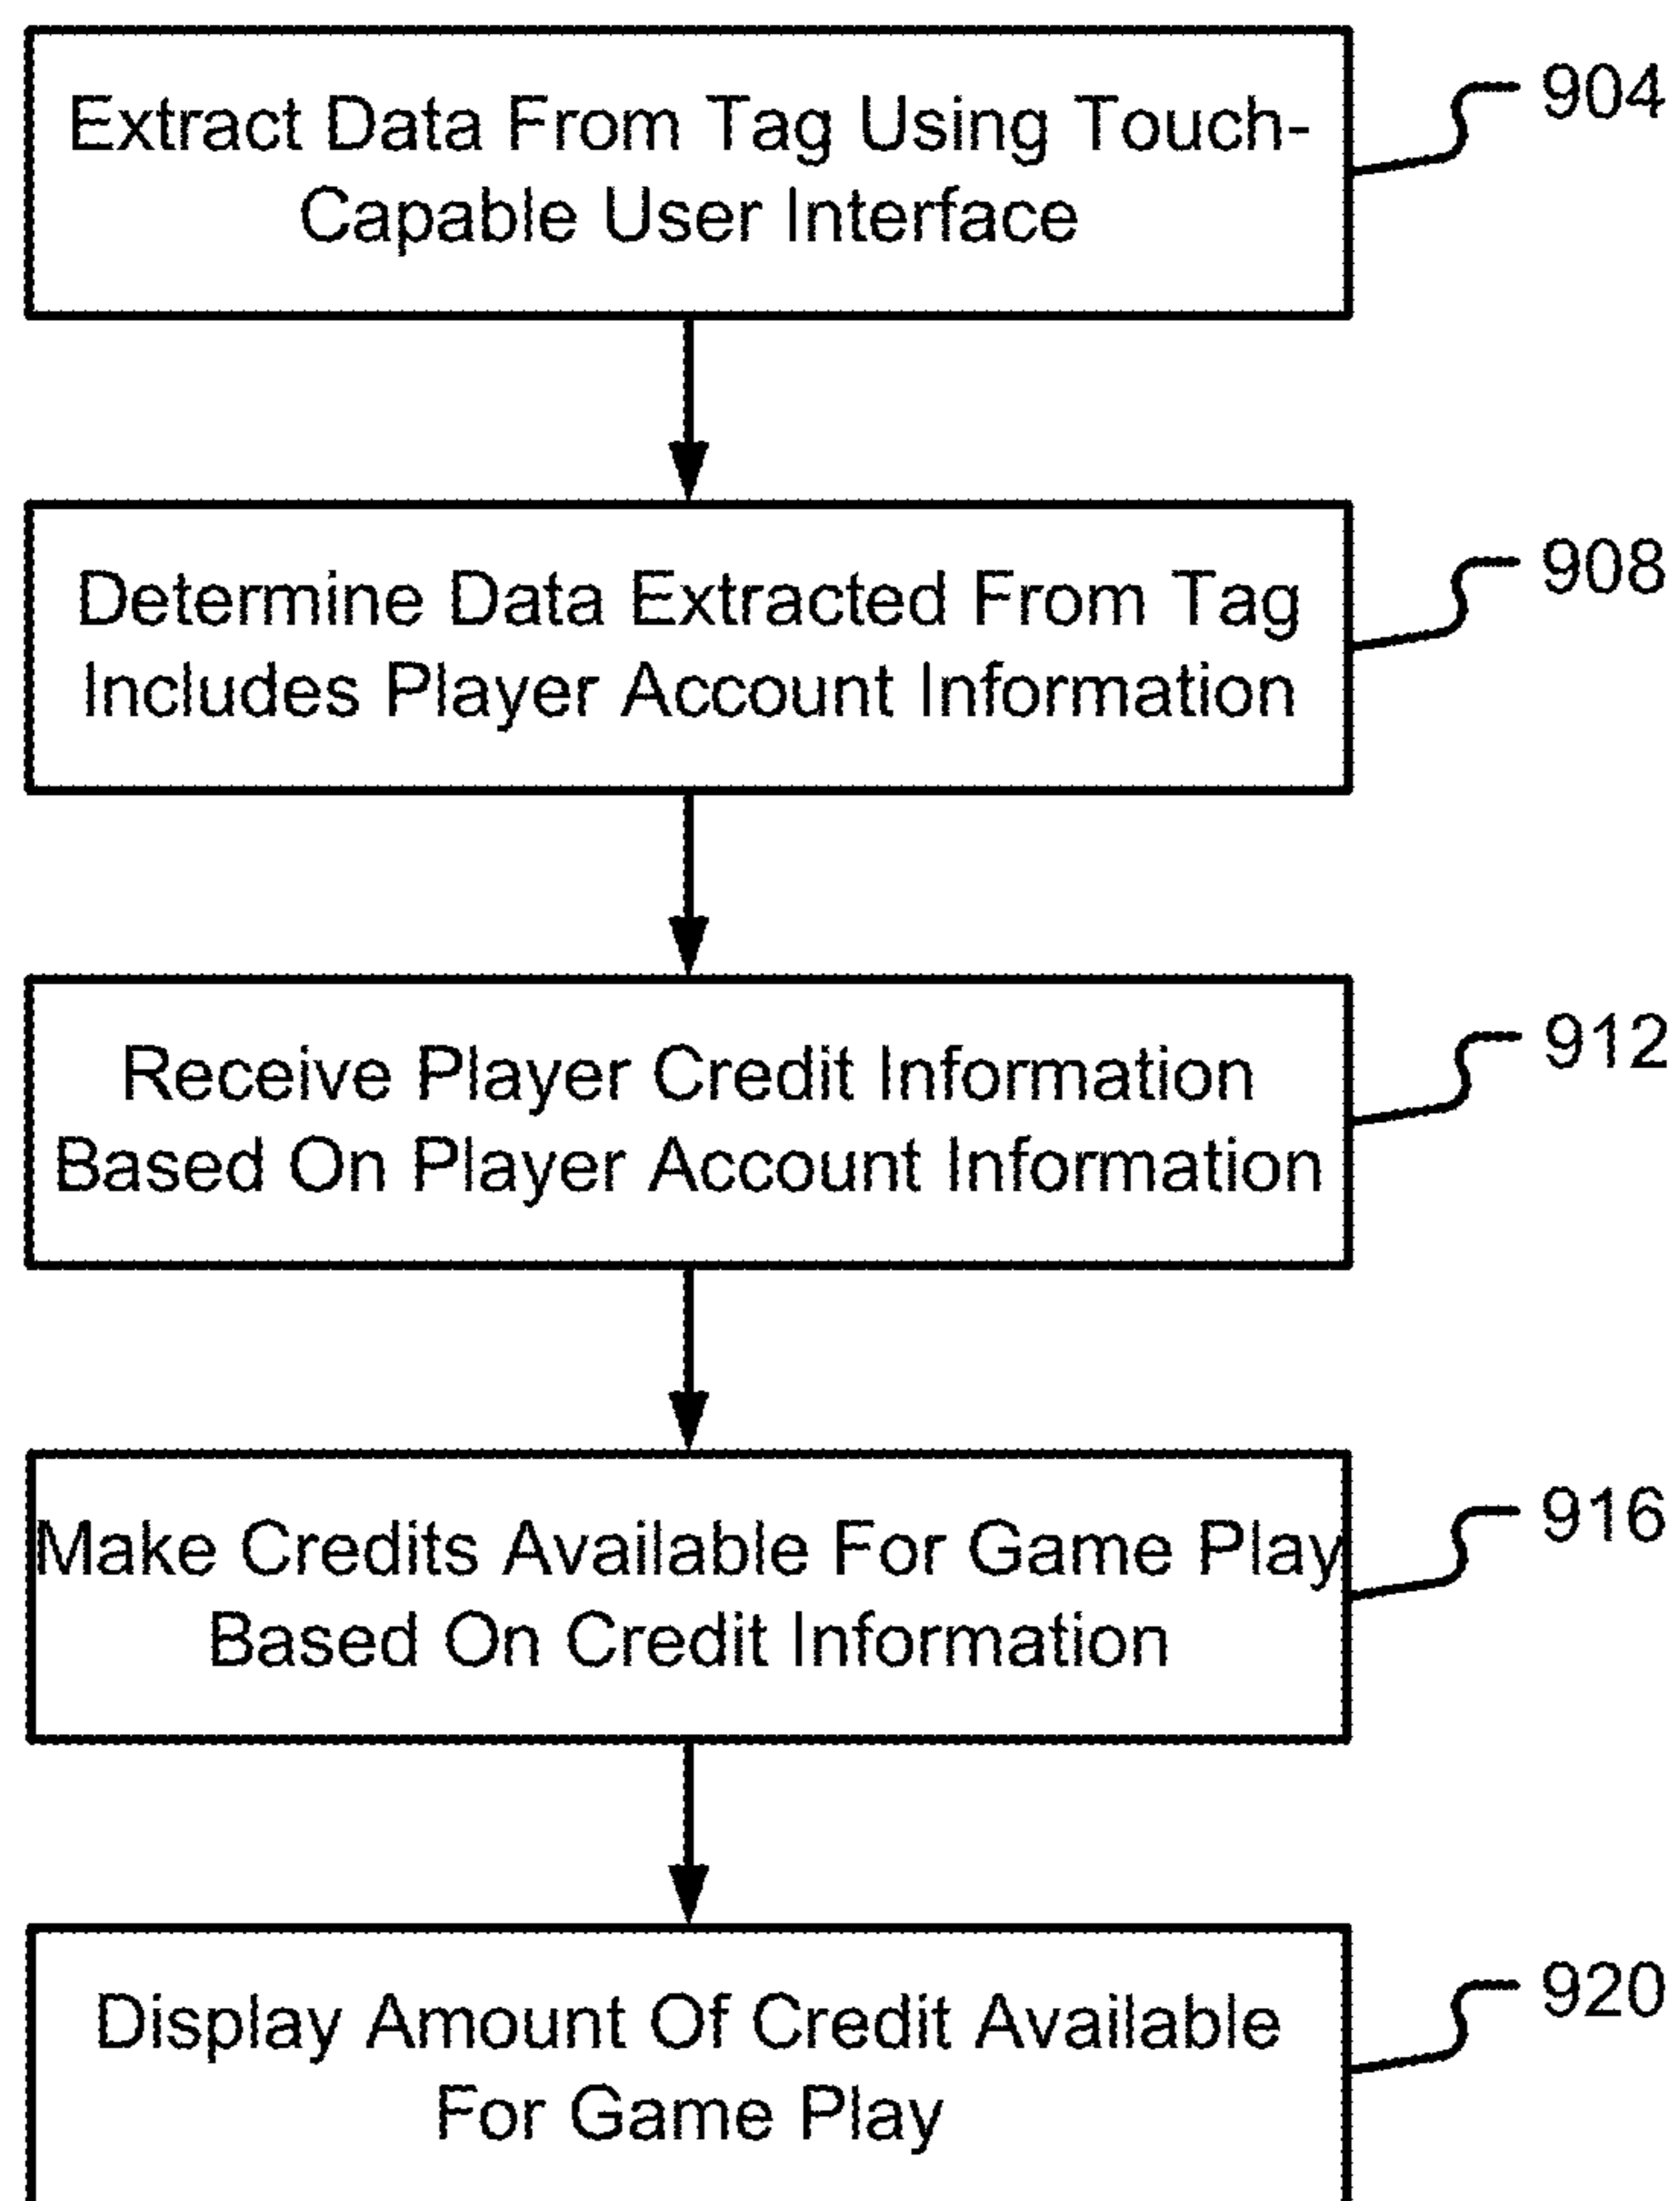 Extract Data From Tag Using Touch-
Capable User Interface
904
Determine Data Extracted From Tag
Includes Player Account Information
908
Receive Player Credit Information
Based On Player Account Information
912
Make Credits Available For Game Play
Based On Credit Information
916
Display Amount Of Credit Available
For Game Play
920